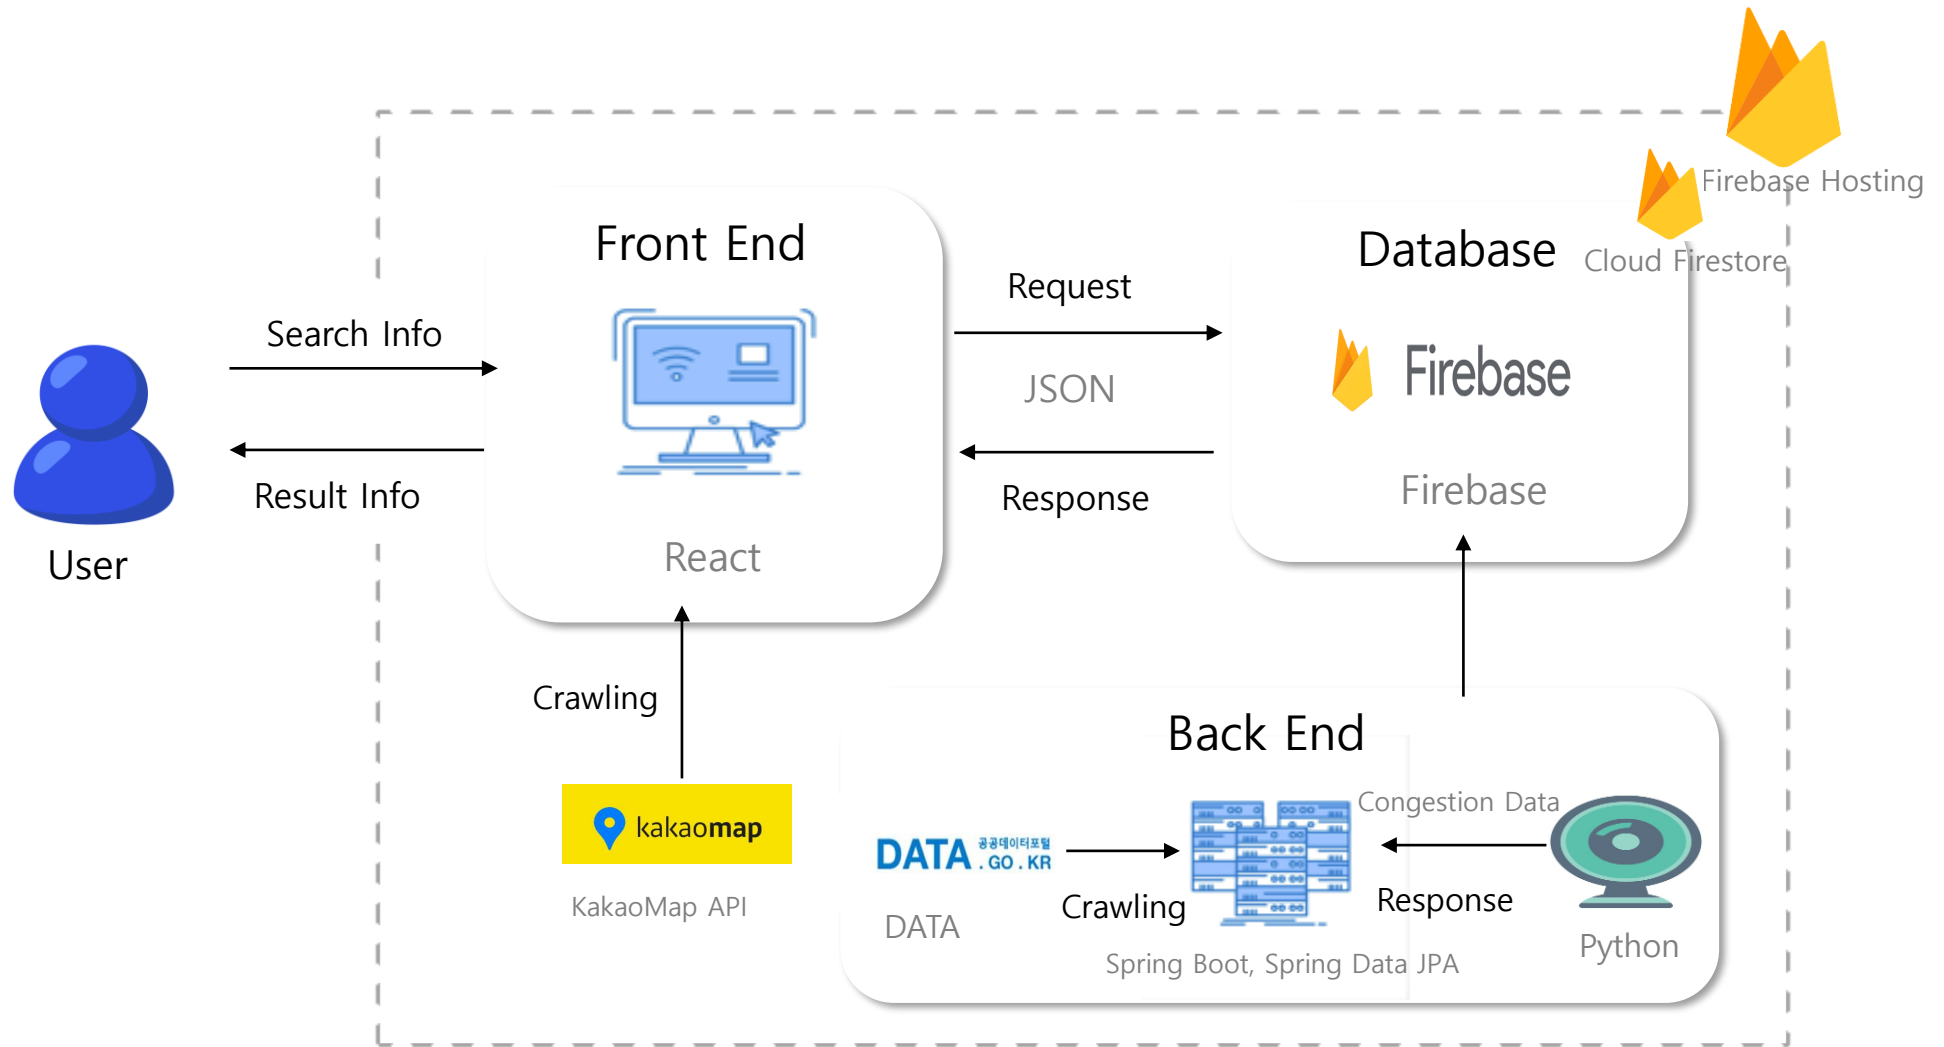 Firebase Hosting
Cloud Firestore
Front End
Database
Request
Search Info
JSON
Firebase
Result Info
Response
Firebase
User
React
Crawling
Back End
kakaomap
KakaoMap API
Congestion Data
DATA 공공데이터포털
. GO . KR
Crawling
Response
DATA
Python
Spring Boot, Spring Data JPA